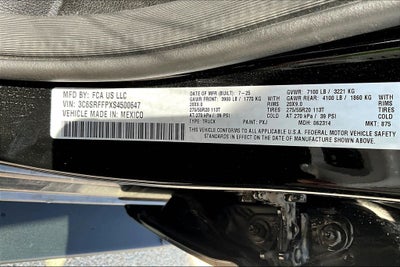 MFD BY: FCA US LLC
VIN: 3C6SRFFPXS4500647
VEHICLE MADE IN: MEXICO
DATE OF MFR (BUILT): 7-25 GVWR: 7100 LB / 3221 KG
GAWR FRONT: 3900 LB / 1770 KG GAWR REAR: 4100 LB / 1860 KG
20X9.0 RIMS 20X9.0 RIMS
275/55R20 113T TIRES 275/55R20 113T TIRES
AT 270 kPa / 39 PSI COLD AT 270 kPa / 39 PSI COLD
TYPE: TRUCK PAINT: PXJ MDH: 062314 MKT: 875
THIS VEHICLE CONFORMS TO ALL APPLICABLE U.S.A. FEDERAL MOTOR VEHICLE SAFETY
STANDARDS IN EFFECT ON THE DATE OF MANUFACTURE SHOWN ABOVE.